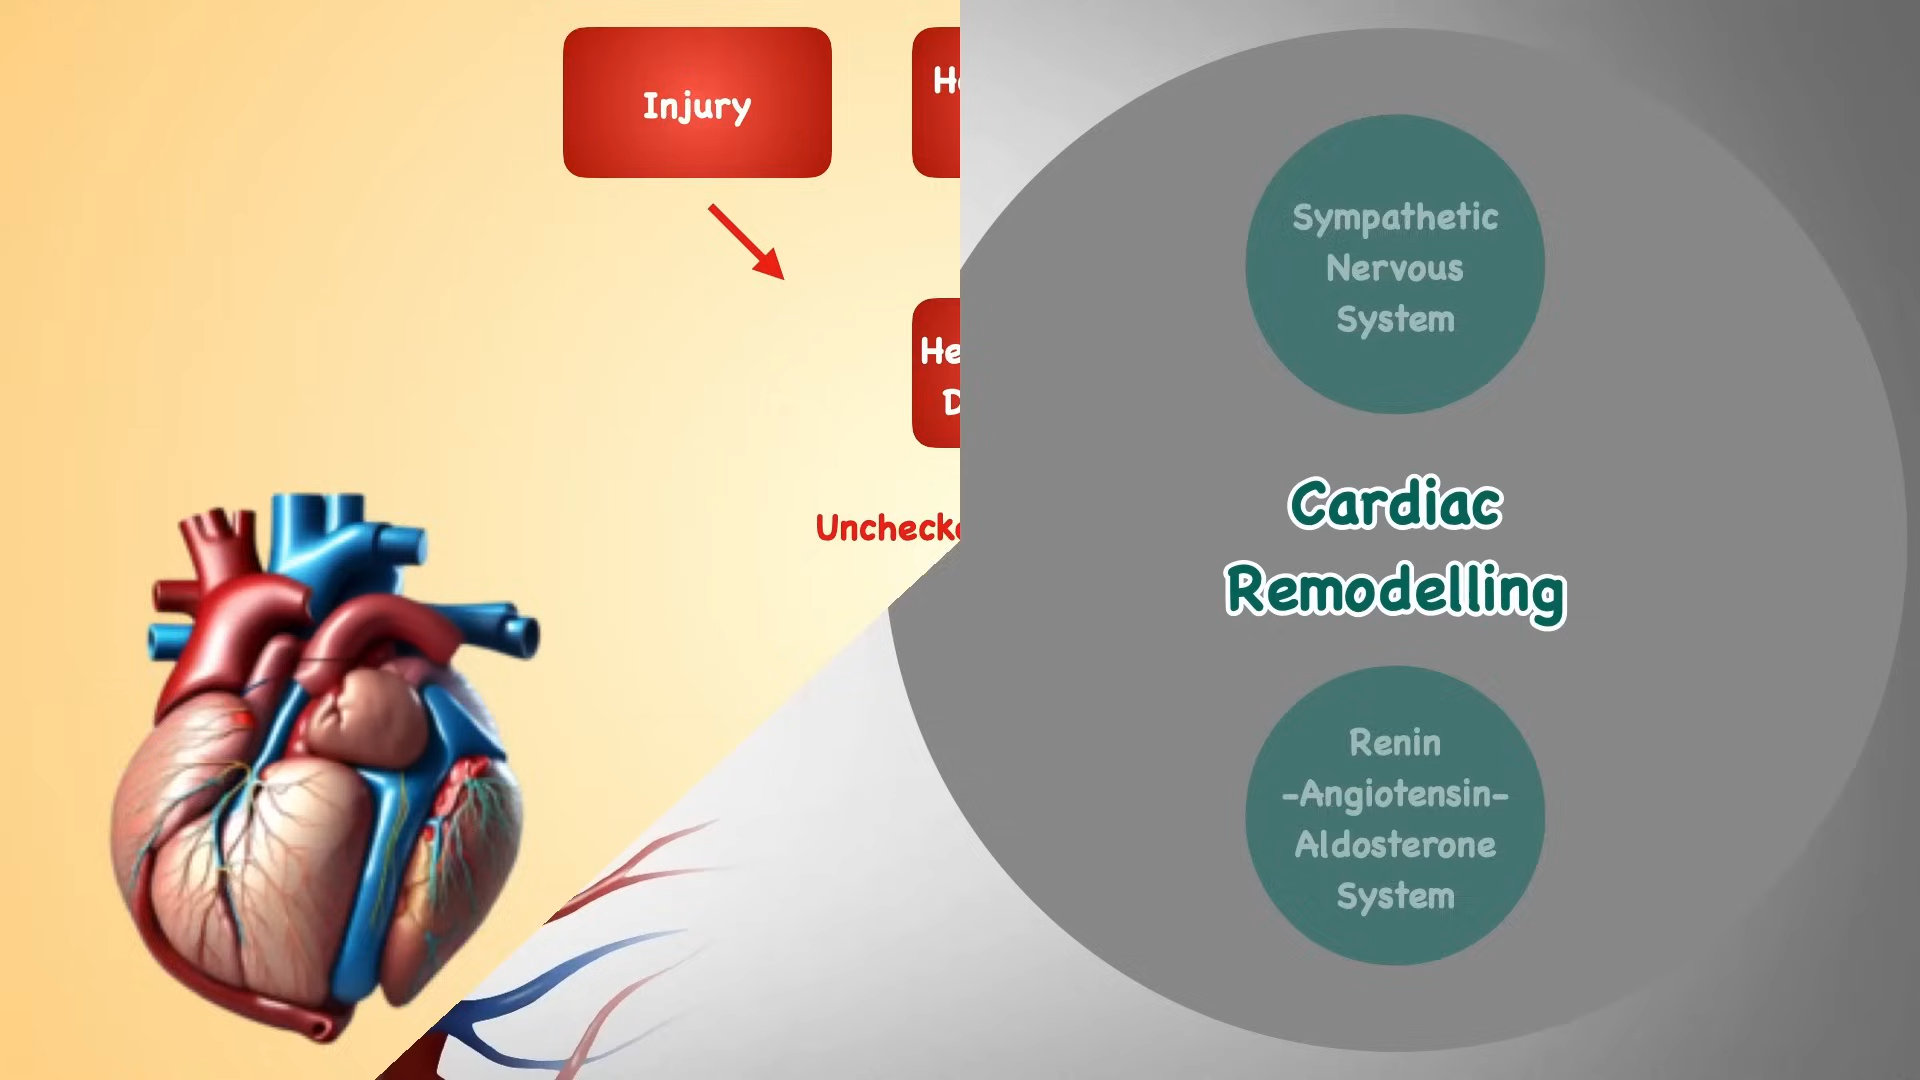 Injury
Sympathetic
Nervous
System
Cardiac
Remodelling
Renin
-Angiotensin-
Aldosterone
System